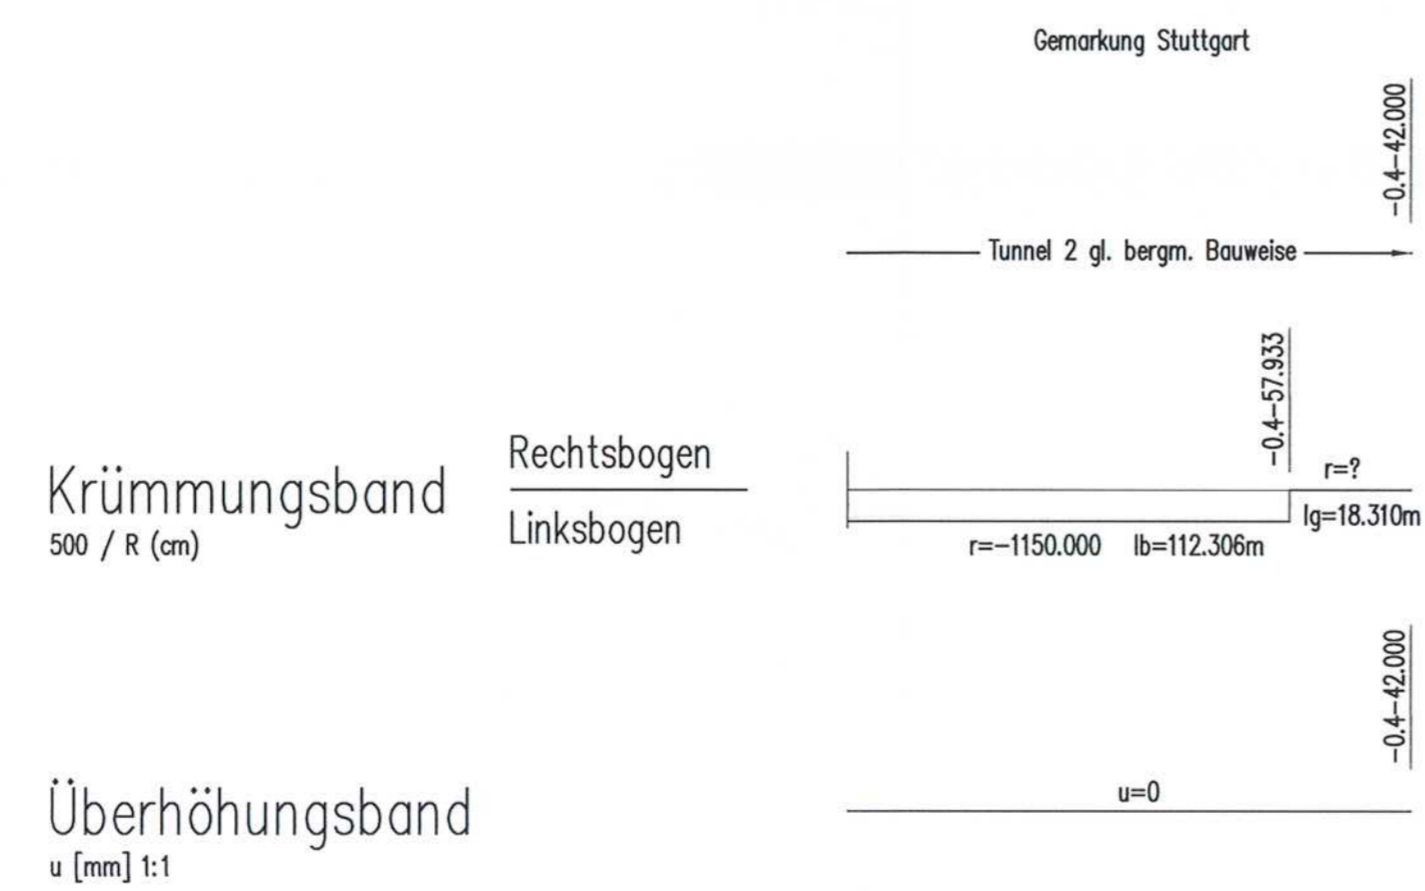 Gemarkung Stuttgart
-0.4-42.000
Tunnel 2 gl. bergm. Bauweise
-0.4-57.933
Krümmungsband
500 / R (cm)
Rechtsbogen
Linksbogen
r=?
lg=18.310m
r=-1150.000 lb=112.306m
-0.4-42.000
Überhöhungsband
u [mm] 1:1
u=0